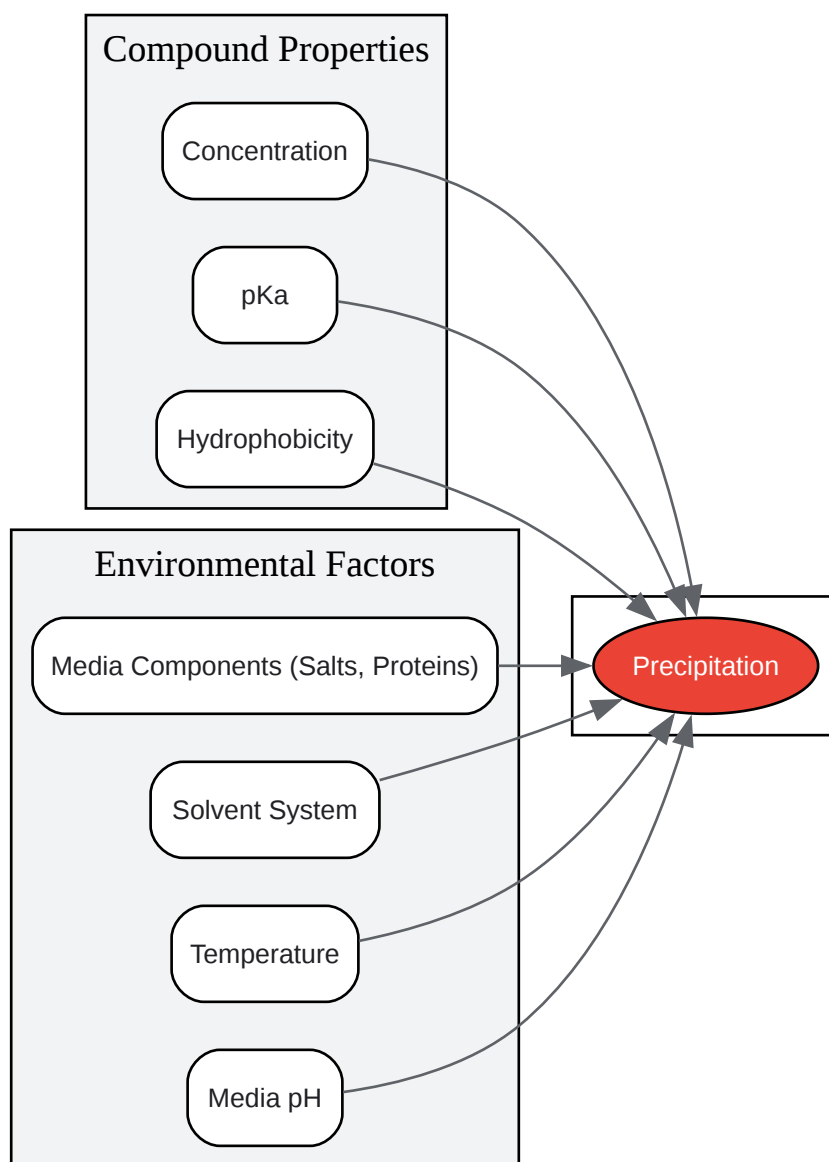 Compound Properties
Concentration
pKa
Hydrophobicity
Environmental Factors
Media Components (Salts, Proteins)
Precipitation
Solvent System
Temperature
Media pH